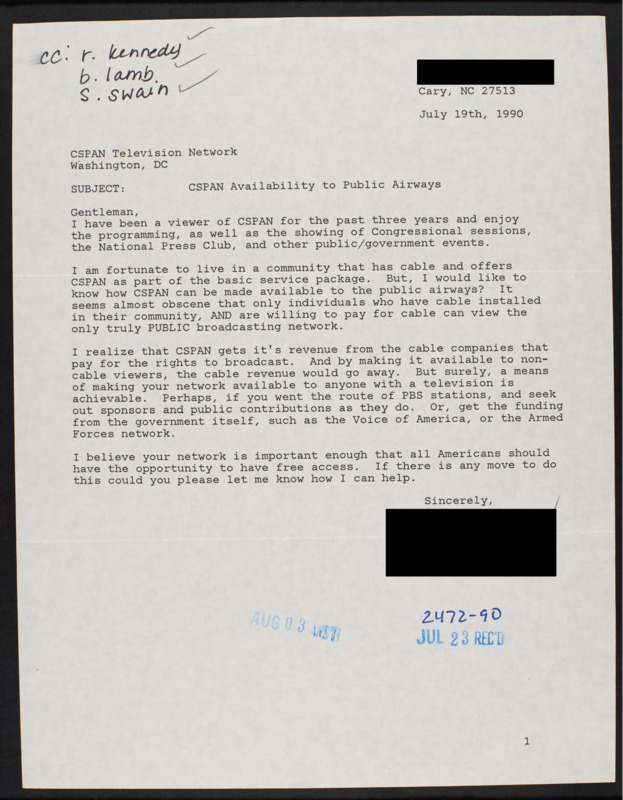 cc: r. kennedy
b. lamb
s. swain
Cary, NC 27513
July 19th, 1990
CSPAN Television Network
Washington, DC
SUBJECT: CSPAN Availability to Public Airways
Gentleman,
I have been a viewer of CSPAN for the past three years and enjoy
the programming, as well as the showing of Congressional sessions,
the National Press Club, and other public/government events.
I am fortunate to live in a community that has cable and offers
CSPAN as part of the basic service package. But, I would like to
know how CSPAN can be made available to the public airways? It
seems almost obscene that only individuals who have cable installed
in their community, AND are willing to pay for cable can view the
only truly PUBLIC broadcasting network.
I realize that CSPAN gets it's revenue from the cable companies that
pay for the rights to broadcast. And by making it available to non-
cable viewers, the cable revenue would go away. But surely, a means
of making your network available to anyone with a television is
achievable. Perhaps, if you went the route of PBS stations, and seek
out sponsors and public contributions as they do. Or, get the funding
from the government itself, such as the Voice of America, or the Armed
Forces network.
I believe your network is important enough that all Americans should
have the opportunity to have free access. If there is any move to do
this could you please let me know how I can help.
Sincerely,
2472-90
AUG 03
JUL 23 REC'D
1